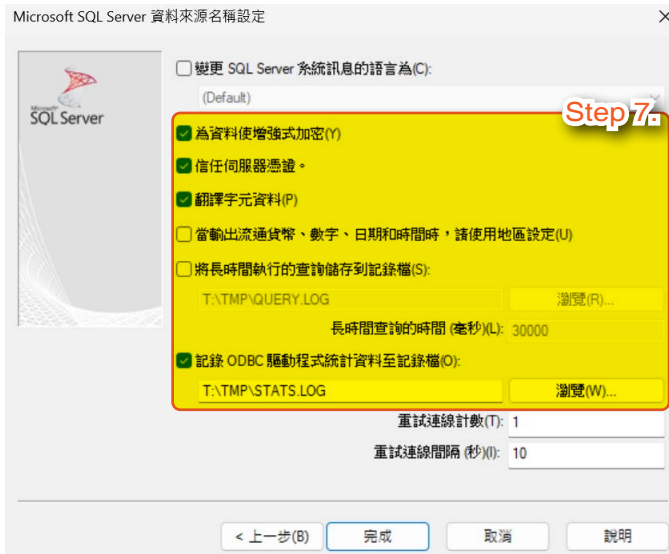 Microsoft SQL Server 資料來源名稱設定
Microsoft
SQL Server
變更 SQL Server 系統訊息的語言為(C):
(Default)
Step 7.
為資料使增強式加密(Y)
信任伺服器憑證。
翻譯字元資料(P)
當輸出流通貨幣、數字、日期和時間時，請使用地區設定(U)
將長時間執行的查詢儲存到記錄檔(S):
T:\TMP\QUERY.LOG 瀏覽(R)...
長時間查詢的時間 (毫秒)(L): 30000
記錄 ODBC 驅動程式統計資料至記錄檔(O):
T:\TMP\STATS.LOG 瀏覽(W)...
重試連線計數(T): 1
重試連線間隔 (秒)(I): 10
< 上一步(B) 完成 取消 說明